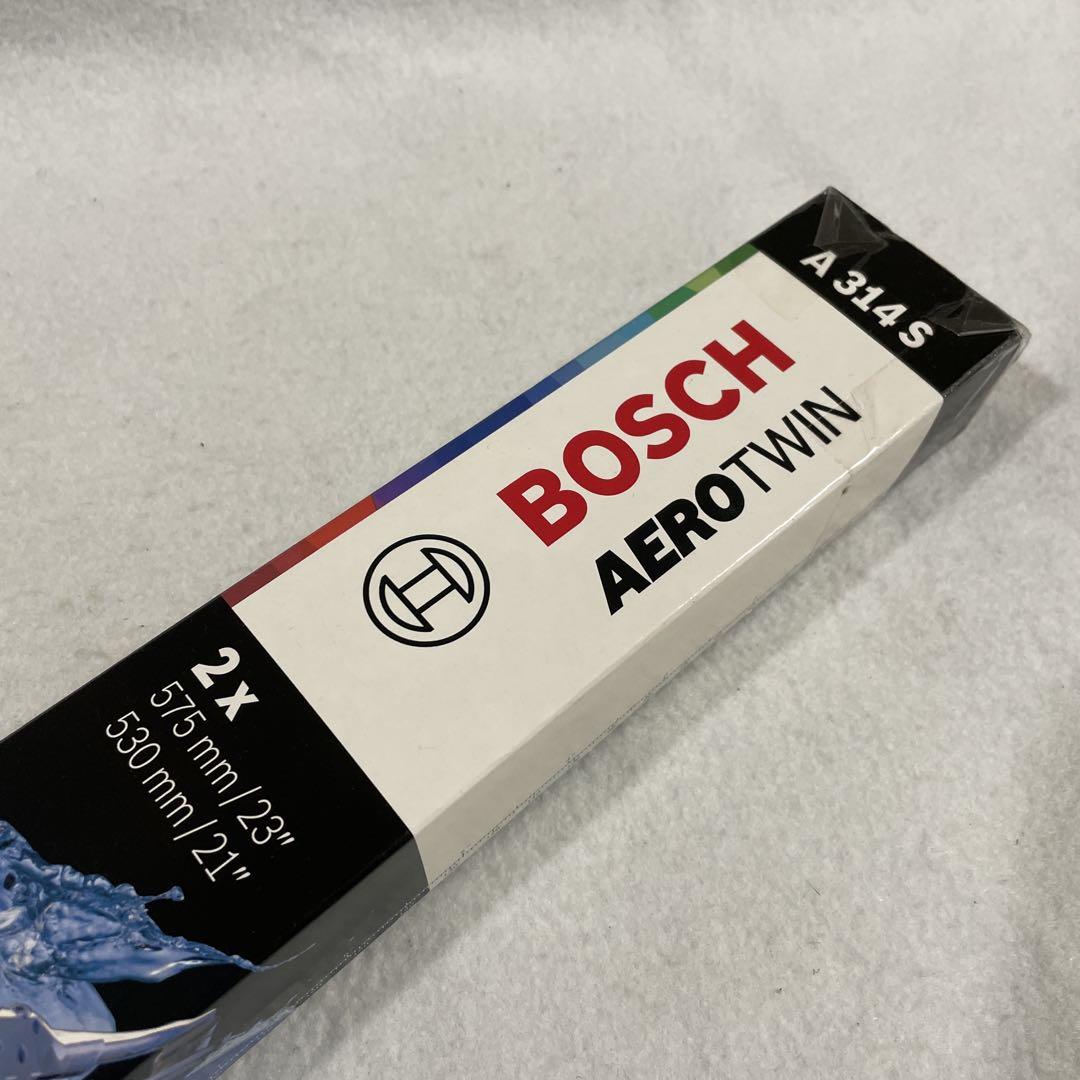 A 314 S
BOSCH
AEROTWIN
2 x
575 mm / 23"
530 mm / 21"